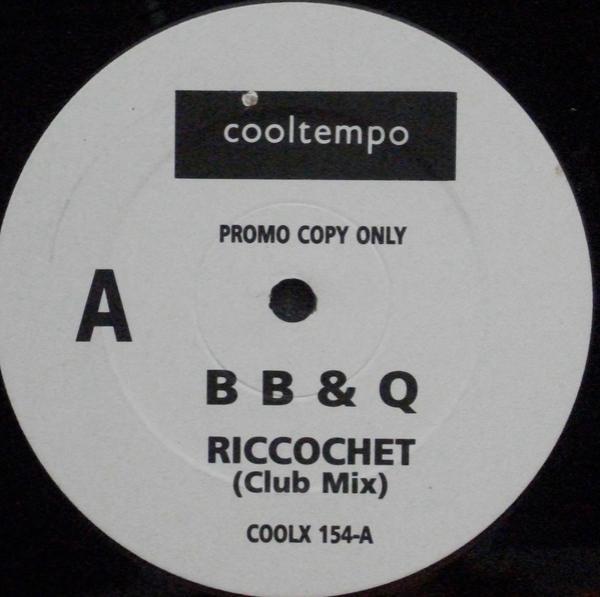 cooltempo
PROMO COPY ONLY
A
B B & Q
RICCOCHET
(Club Mix)
COOLX 154-A